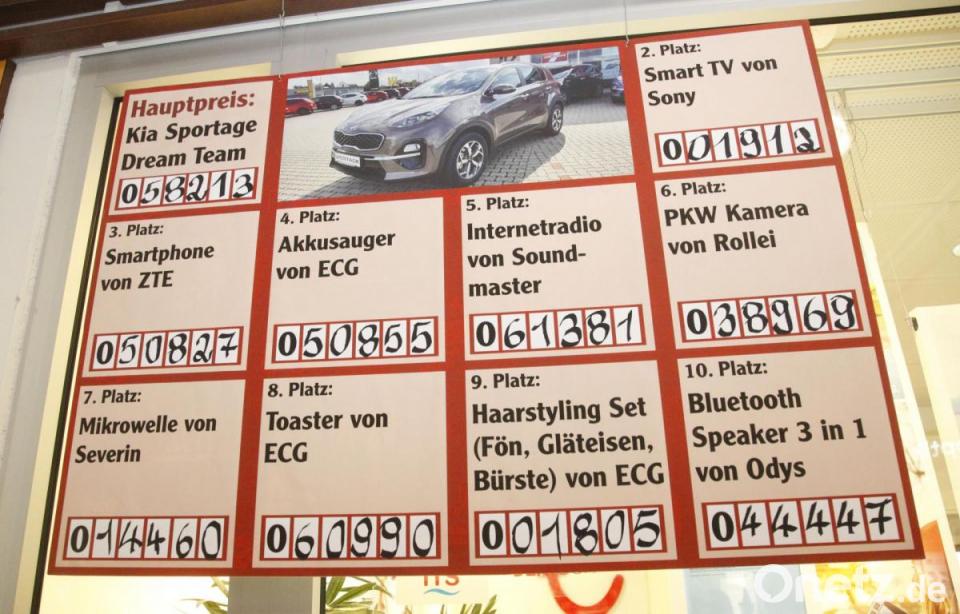 Hauptpreis:
Kia Sportage
Dream Team
058213
2. Platz:
Smart TV von
Sony
001912
3. Platz:
Smartphone
von ZTE
050827
4. Platz:
Akkusauger
von ECG
050855
5. Platz:
Internetradio
von Sound-
master
061381
6. Platz:
PKW Kamera
von Rollei
038969
7. Platz:
Mikrowelle von
Severin
014460
8. Platz:
Toaster von
ECG
060990
9. Platz:
Haarstyling Set
(Fön, Gläteisen,
Bürste) von ECG
001805
10. Platz:
Bluetooth
Speaker 3 in 1
von Odys
044447
Onetz.de